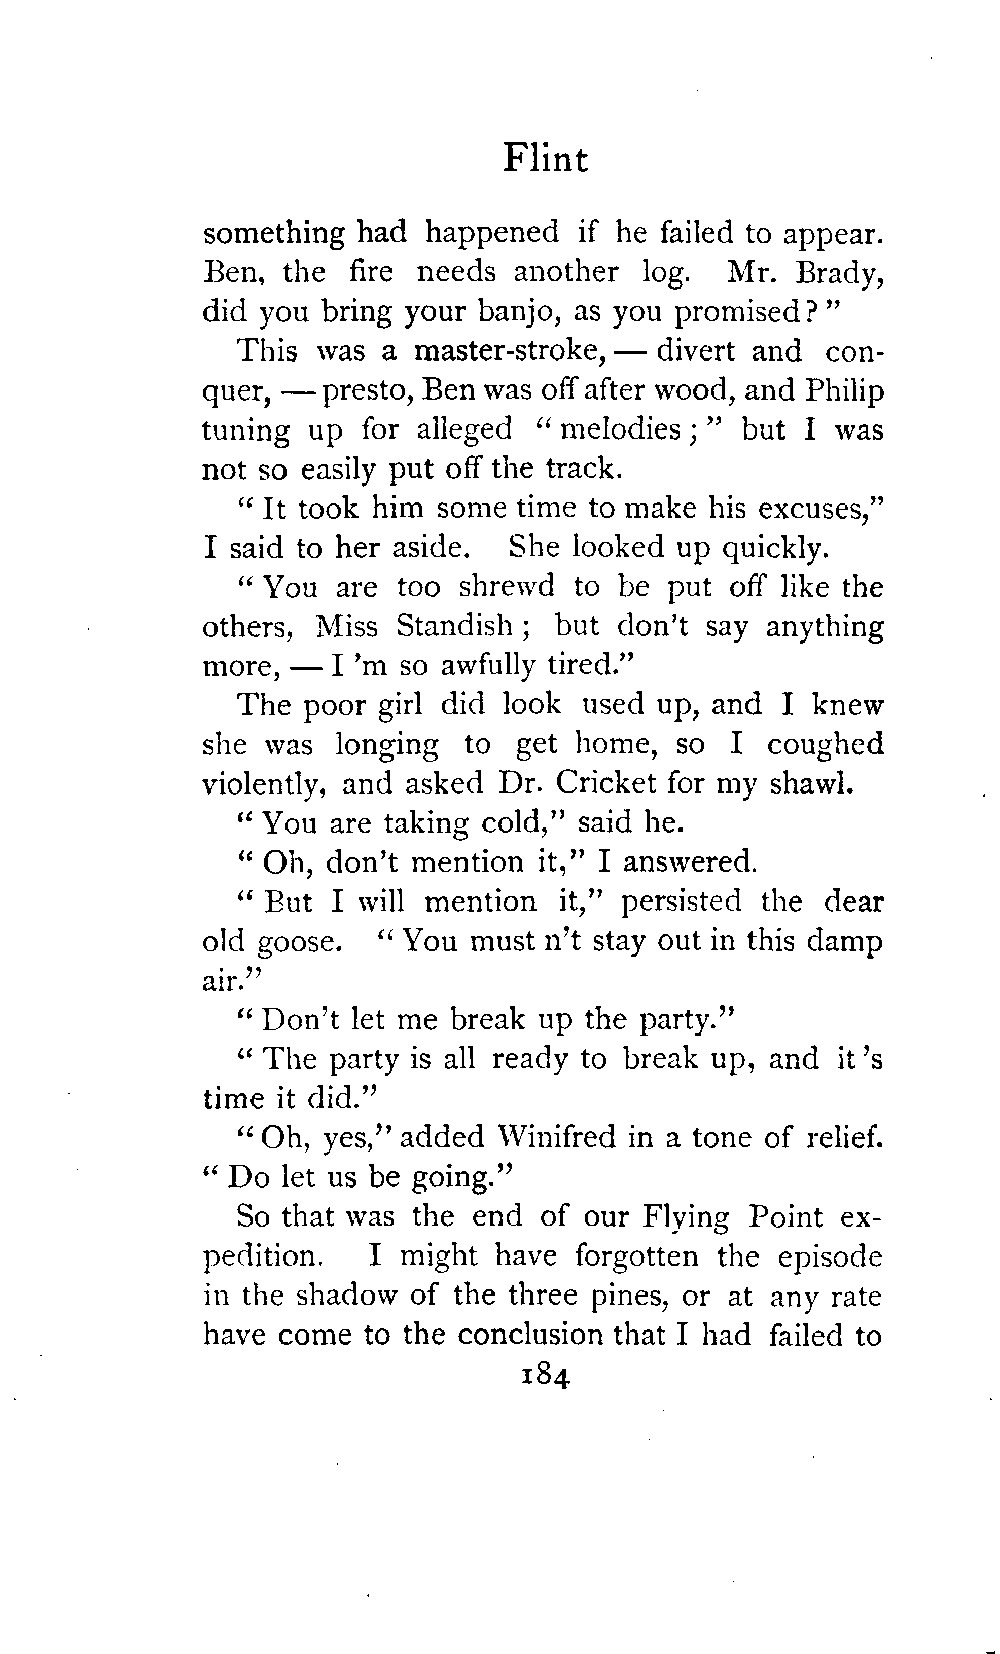 Flint
something had happened if he failed to appear.
Ben, the fire needs another log. Mr. Brady,
did you bring your banjo, as you promised? "
This was a master-stroke, — divert and con-
quer, — presto, Ben was off after wood, and Philip
tuning up for alleged " melodies ; " but I was
not so easily put off the track.
" It took him some time to make his excuses,"
I said to her aside. She looked up quickly.
" You are too shrewd to be put off like the
others, Miss Standish ; but don't say anything
more, — I 'm so awfully tired."
The poor girl did look used up, and I knew
she was longing to get home, so I coughed
violently, and asked Dr. Cricket for my shawl.
" You are taking cold," said he.
" Oh, don't mention it," I answered.
" But I will mention it," persisted the dear
old goose. " You must n't stay out in this damp
air."
" Don't let me break up the party."
" The party is all ready to break up, and it 's
time it did."
" Oh, yes," added Winifred in a tone of relief.
" Do let us be going."
So that was the end of our Flying Point ex-
pedition. I might have forgotten the episode
in the shadow of the three pines, or at any rate
have come to the conclusion that I had failed to
184